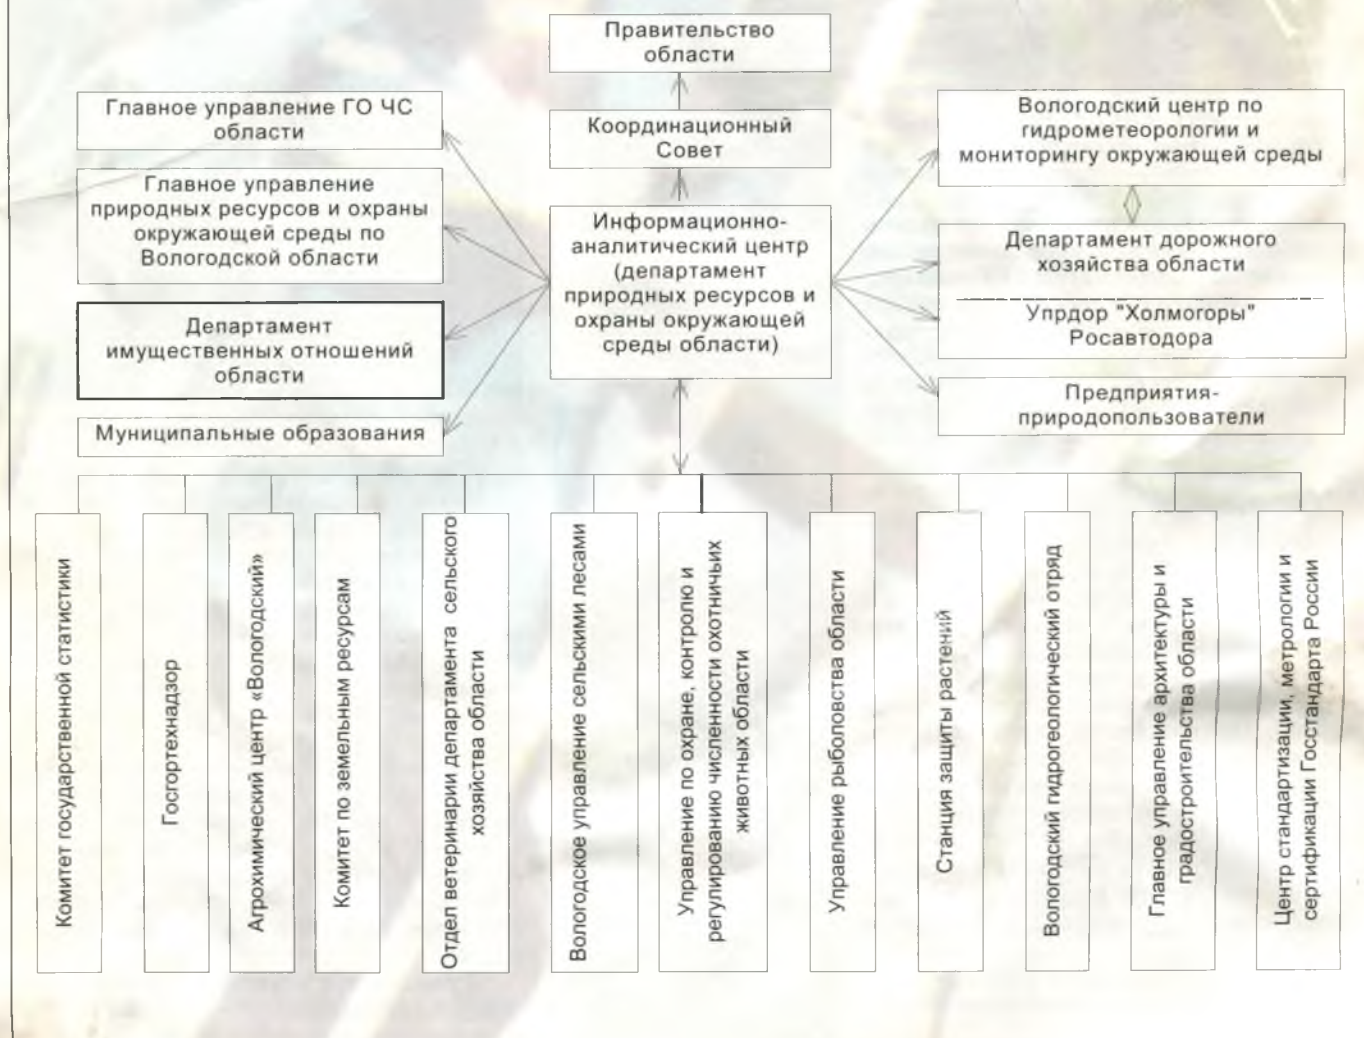 Правительство
области
Координационный
Совет
Информационно-
аналитический центр
(департамент
природных ресурсов и
охраны окружающей
среды области)
Главное управление ГО ЧС
области
Главное управление
природных ресурсов и охраны
окружающей среды по
Вологодской области
Департамент
имущественных отношений
области
Муниципальные образования
Вологодский центр по
гидрометеорологии и
мониторингу окружающей среды
Департамент дорожного
хозяйства области
Упрдор "Холмогоры"
Росавтодора
Предприятия-
природопользователи
Комитет государственной статистики
Госгортехнадзор
Агрохимический центр «Вологодский»
Комитет по земельным ресурсам
Отдел ветеринарии департамента сельского
хозяйства области
Вологодское управление сельскими лесами
Управление по охране, контролю и
регулированию численности охотничьих
животных области
Управление рыболовства области
Станция защиты растений
Вологодский гидрогеологический отряд
Главное управление архитектуры и
градостроительства области
Центр стандартизации, метрологии и
сертификации Госстандарта России